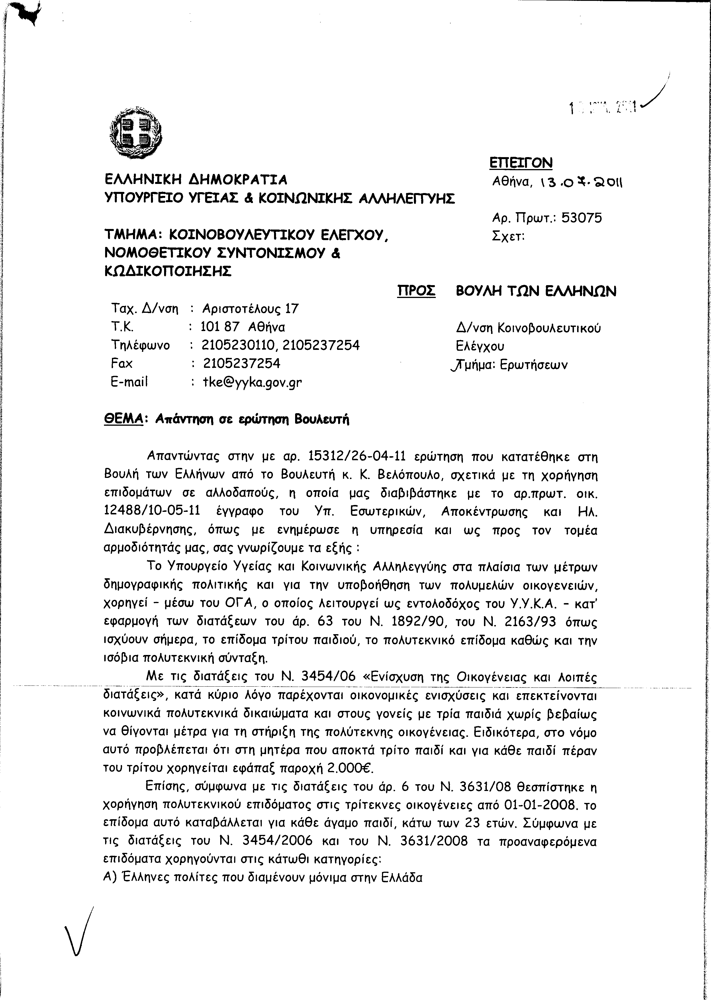 ΕΠΕΙΓΟΝ
ΕΛΛΗΝΙΚΗ ΔΗΜΟΚΡΑΤΙΑ
Αθήνα, 13.07.2011
ΥΠΟΥΡΓΕΙΟ ΥΓΕΙΑΣ & ΚΟΙΝΩΝΙΚΗΣ ΑΛΛΗΛΕΓΓΥΗΣ
Αρ. Πρωτ.: 53075
ΤΜΗΜΑ: ΚΟΙΝΟΒΟΥΛΕΥΤΙΚΟΥ ΕΛΕΓΧΟΥ,
Σχετ:
ΝΟΜΟΘΕΤΙΚΟΥ ΣΥΝΤΟΝΙΣΜΟΥ &
ΚΩΔΙΚΟΠΟΙΗΣΗΣ
ΠΡΟΣ ΒΟΥΛΗ ΤΩΝ ΕΛΛΗΝΩΝ
Ταχ. Δ/νση : Αριστοτέλους 17
Τ.Κ. : 101 87 Αθήνα
Δ/νση Κοινοβουλευτικού
Τηλέφωνο : 2105230110, 2105237254
Ελέγχου
Fax : 2105237254
Τμήμα: Ερωτήσεων
E-mail : tke@yyka.gov.gr
ΘΕΜΑ: Απάντηση σε ερώτηση Βουλευτή
Απαντώντας στην με αρ. 15312/26-04-11 ερώτηση που κατατέθηκε στη
Βουλή των Ελλήνων από το Βουλευτή κ. Κ. Βελόπουλο, σχετικά με τη χορήγηση
επιδομάτων σε αλλοδαπούς, η οποία μας διαβιβάστηκε με το αρ.πρωτ. οικ.
12488/10-05-11 έγγραφο του Υπ. Εσωτερικών, Αποκέντρωσης και Ηλ.
Διακυβέρνησης, όπως με ενημέρωσε η υπηρεσία και ως προς τον τομέα
αρμοδιότητάς μας, σας γνωρίζουμε τα εξής :
Το Υπουργείο Υγείας και Κοινωνικής Αλληλεγγύης στα πλαίσια των μέτρων
δημογραφικής πολιτικής και για την υποβοήθηση των πολυμελών οικογενειών,
χορηγεί - μέσω του ΟΓΑ, ο οποίος λειτουργεί ως εντολοδόχος του Υ.Υ.Κ.Α. - κατ'
εφαρμογή των διατάξεων του άρ. 63 του Ν. 1892/90, του Ν. 2163/93 όπως
ισχύουν σήμερα, το επίδομα τρίτου παιδιού, το πολυτεκνικό επίδομα καθώς και την
ισόβια πολυτεκνική σύνταξη.
Με τις διατάξεις του Ν. 3454/06 «Ενίσχυση της Οικογένειας και λοιπές
διατάξεις», κατά κύριο λόγο παρέχονται οικονομικές ενισχύσεις και επεκτείνονται
κοινωνικά πολυτεκνικά δικαιώματα και στους γονείς με τρία παιδιά χωρίς βεβαίως
να θίγονται μέτρα για τη στήριξη της πολύτεκνης οικογένειας. Ειδικότερα, στο νόμο
αυτό προβλέπεται ότι στη μητέρα που αποκτά τρίτο παιδί και για κάθε παιδί πέραν
του τρίτου χορηγείται εφάπαξ παροχή 2.000€.
Επίσης, σύμφωνα με τις διατάξεις του άρ. 6 του Ν. 3631/08 θεσπίστηκε η
χορήγηση πολυτεκνικού επιδόματος στις τρίτεκνες οικογένειες από 01-01-2008. το
επίδομα αυτό καταβάλλεται για κάθε άγαμο παιδί, κάτω των 23 ετών. Σύμφωνα με
τις διατάξεις του Ν. 3454/2006 και του Ν. 3631/2008 τα προαναφερόμενα
επιδόματα χορηγούνται στις κάτωθι κατηγορίες:
Α) Έλληνες πολίτες που διαμένουν μόνιμα στην Ελλάδα